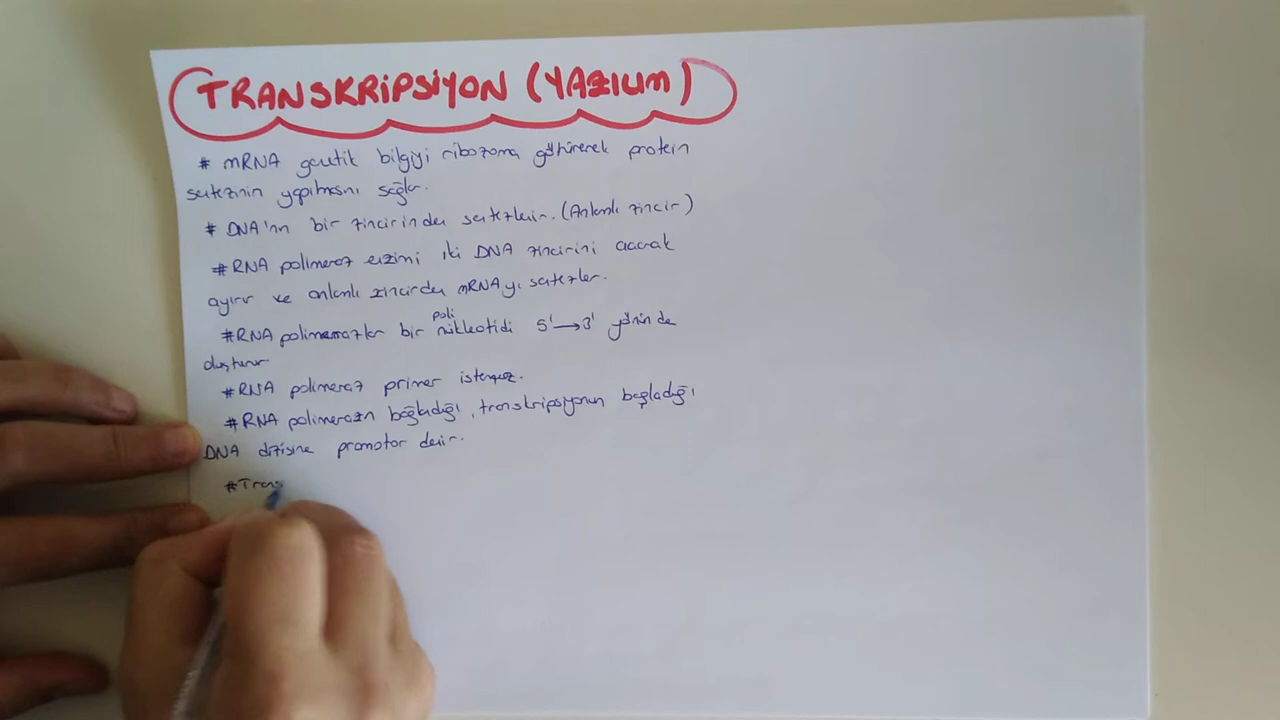 TRANSKRİPSİYON (YAZILIM)
# mRNA genetik bilgiyi ribozoma götürerek protein
sentezinin yapılmasını sağlar.
# DNA'nın bir zincirinden sentezlenir. (Anlamlı zincir)
#RNA polimeraz enzimi iki DNA zincirini açarak
ayırır ve anlamlı zincirden mRNA yı sentezler.
#RNA polimerazlar bir polinükleotidi 5' → 3' yönünde
oluşturur
#RNA polimeraz primer istemez.
#RNA polimerazın bağladığı, transkripsiyonun başladığı
DNA dizisine promotor denir.
#Trans